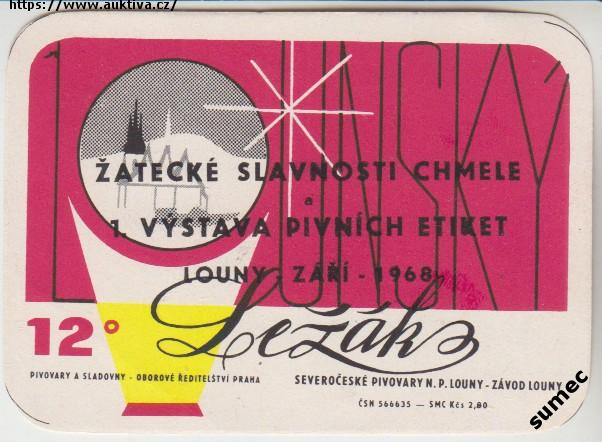 https://www.auktiva.cz/
LOUNSKÝ
ŽATECKÉ SLAVNOSTI CHMELE
a
1. VÝSTAVA PIVNÍCH ETIKET
LOUNY ZÁŘÍ - 1968
Ležák
12°
PIVOVARY A SLADOVNY - OBOROVÉ ŘEDITELSTVÍ PRAHA
SEVEROČESKÉ PIVOVARY N. P. LOUNY - ZÁVOD LOUNY
ČSN 566635 — SMC Kčs 2,80
sumec